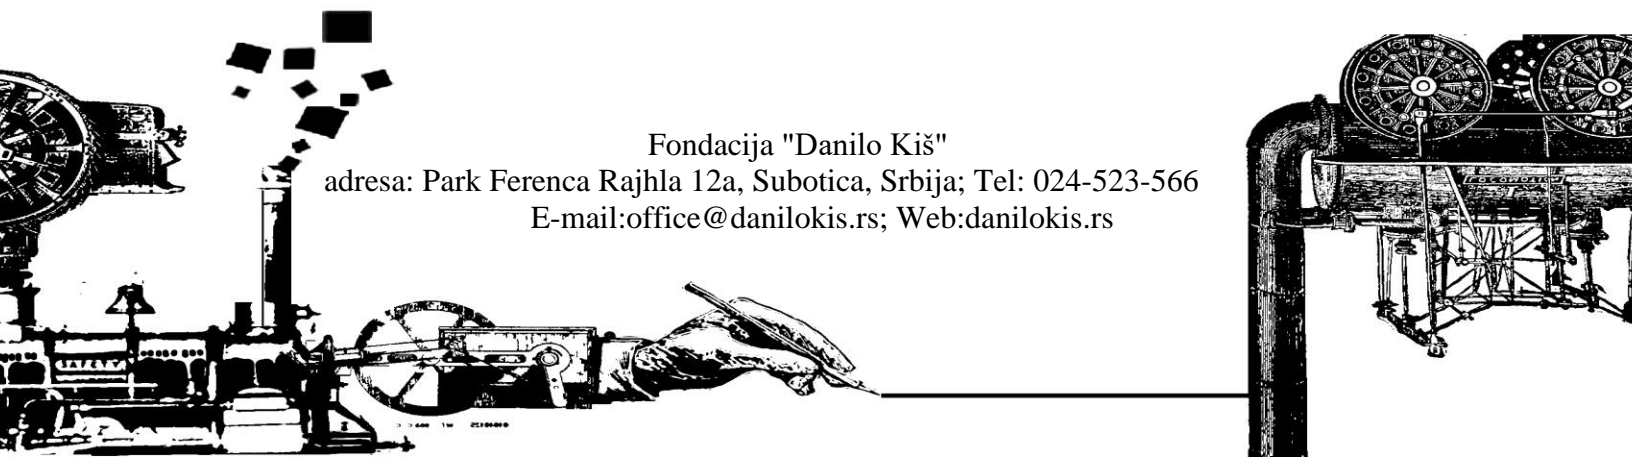 Fondacija "Danilo Kiš"
adresa: Park Ferenca Rajhla 12a, Subotica, Srbija; Tel: 024-523-566
E-mail:office@danilokis.rs; Web:danilokis.rs